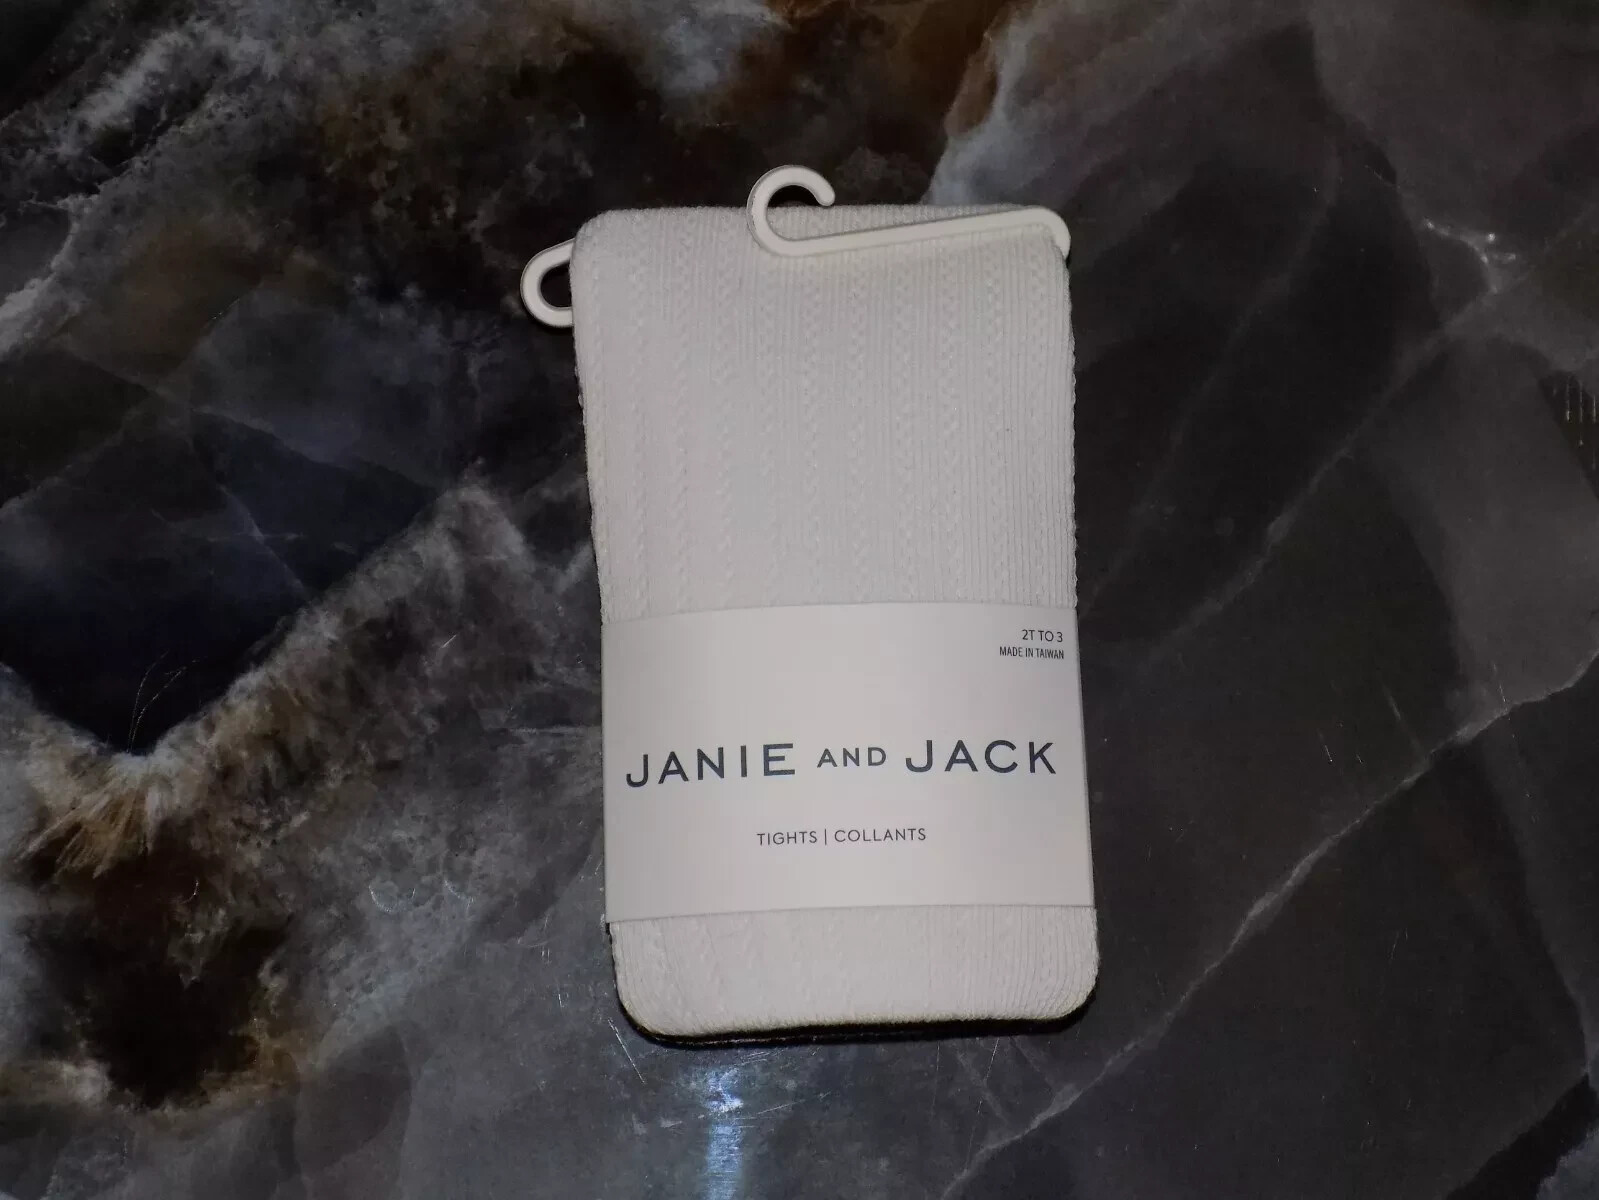 2T TO 3
MADE IN TAIWAN
JANIE AND JACK
TIGHTS | COLLANTS